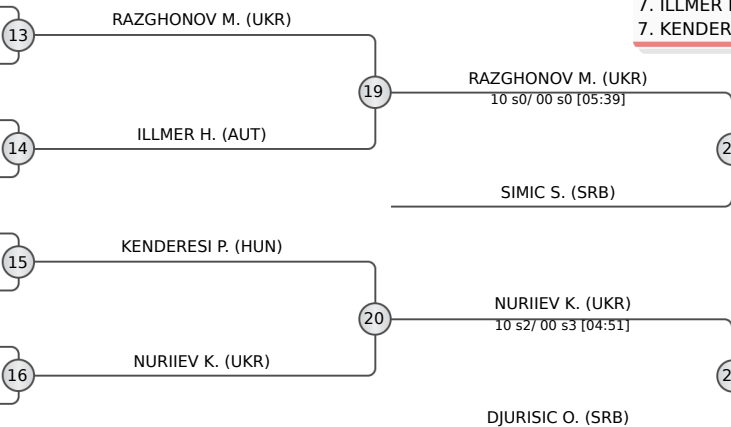 7. ILLMER
7. KENDER
13
RAZGHONOV M. (UKR)
19
RAZGHONOV M. (UKR)
10 s0/ 00 s0 [05:39]
14
ILLMER H. (AUT)
2
SIMIC S. (SRB)
15
KENDERESI P. (HUN)
20
NURIIEV K. (UKR)
10 s2/ 00 s3 [04:51]
16
NURIIEV K. (UKR)
2
DJURISIC O. (SRB)